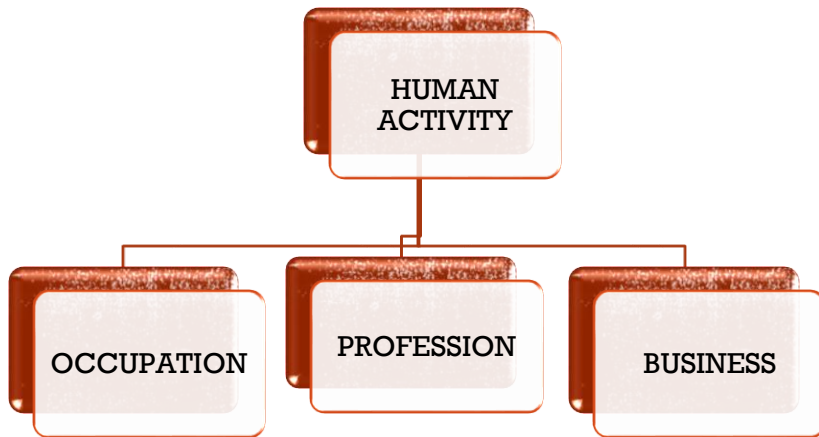 HUMAN
ACTIVITY
OCCUPATION
PROFESSION
BUSINESS